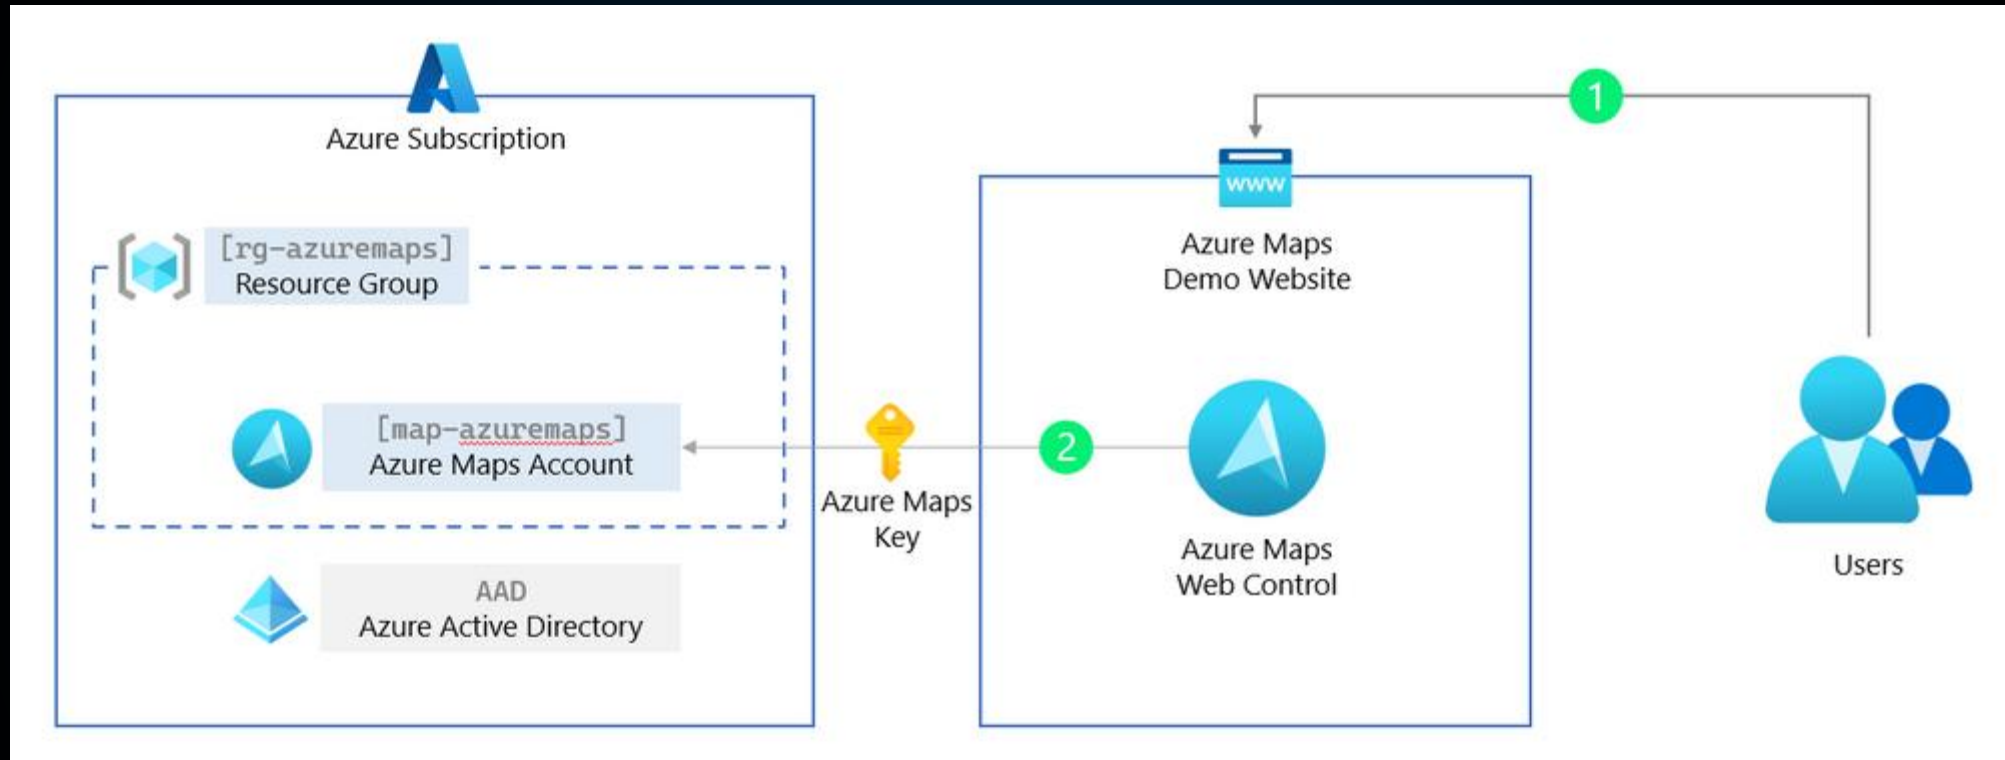 Azure Subscription
[rg-azuremaps]
Resource Group
[map-azuremaps]
Azure Maps Account
AAD
Azure Active Directory
Azure Maps
Key
2
1
www
Azure Maps
Demo Website
Azure Maps
Web Control
Users